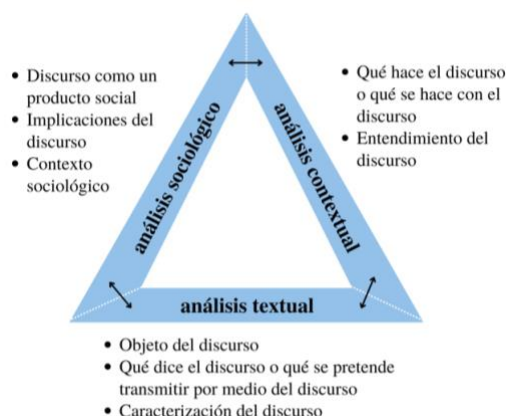 • Discurso como un
producto social
• Implicaciones del
discurso
• Contexto
sociológico
análisis sociológico
análisis contextual
• Qué hace el discurso
o qué se hace con el
discurso
• Entendimiento del
discurso
análisis textual
• Objeto del discurso
• Qué dice el discurso o qué se pretende
transmitir por medio del discurso
• Caracterización del discurso